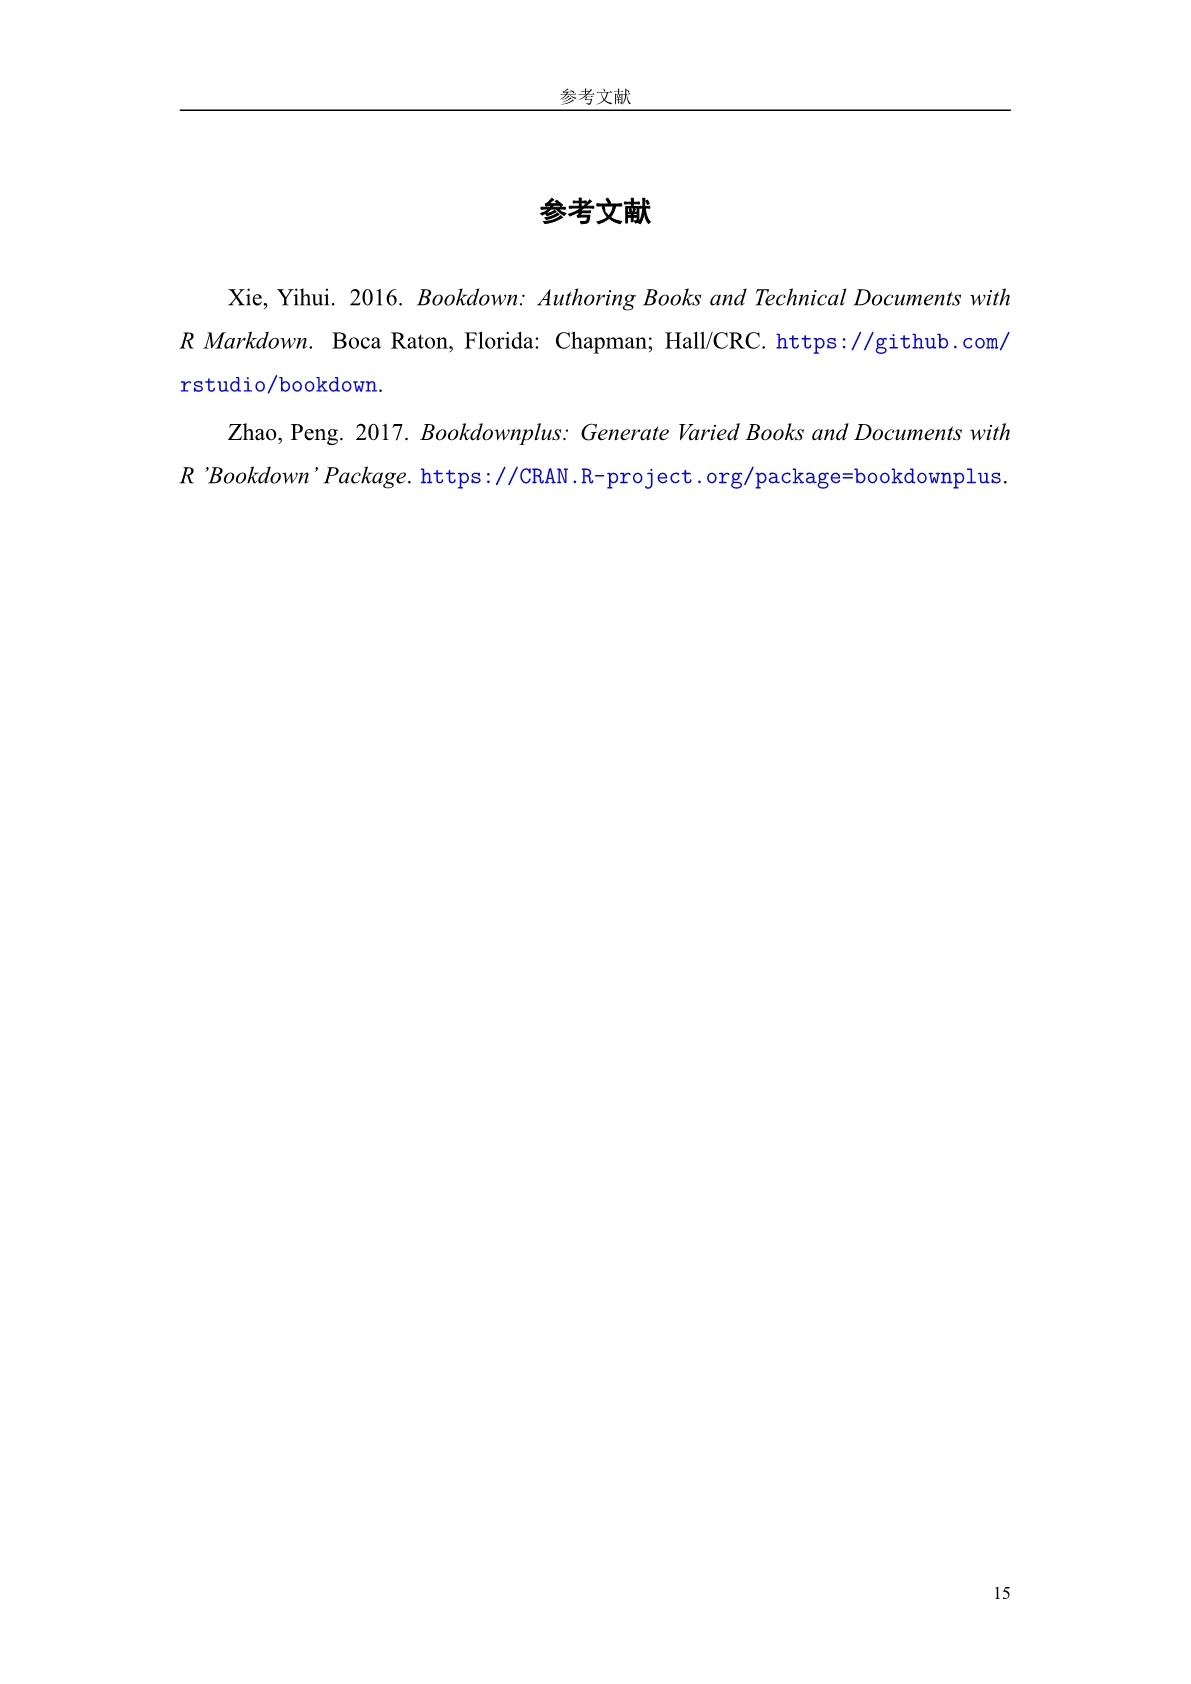 参考文献
参考文献
Xie, Yihui. 2016. Bookdown: Authoring Books and Technical Documents with
R Markdown. Boca Raton, Florida: Chapman; Hall/CRC. https://github.com/
rstudio/bookdown.
Zhao, Peng. 2017. Bookdownplus: Generate Varied Books and Documents with
R ’Bookdown’ Package. https://CRAN.R-project.org/package=bookdownplus.
15